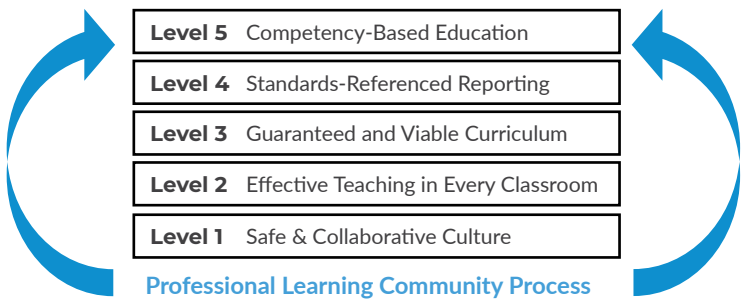 Level 5 Competency-Based Education
Level 4 Standards-Referenced Reporting
Level 3 Guaranteed and Viable Curriculum
Level 2 Effective Teaching in Every Classroom
Level 1 Safe & Collaborative Culture
Professional Learning Community Process